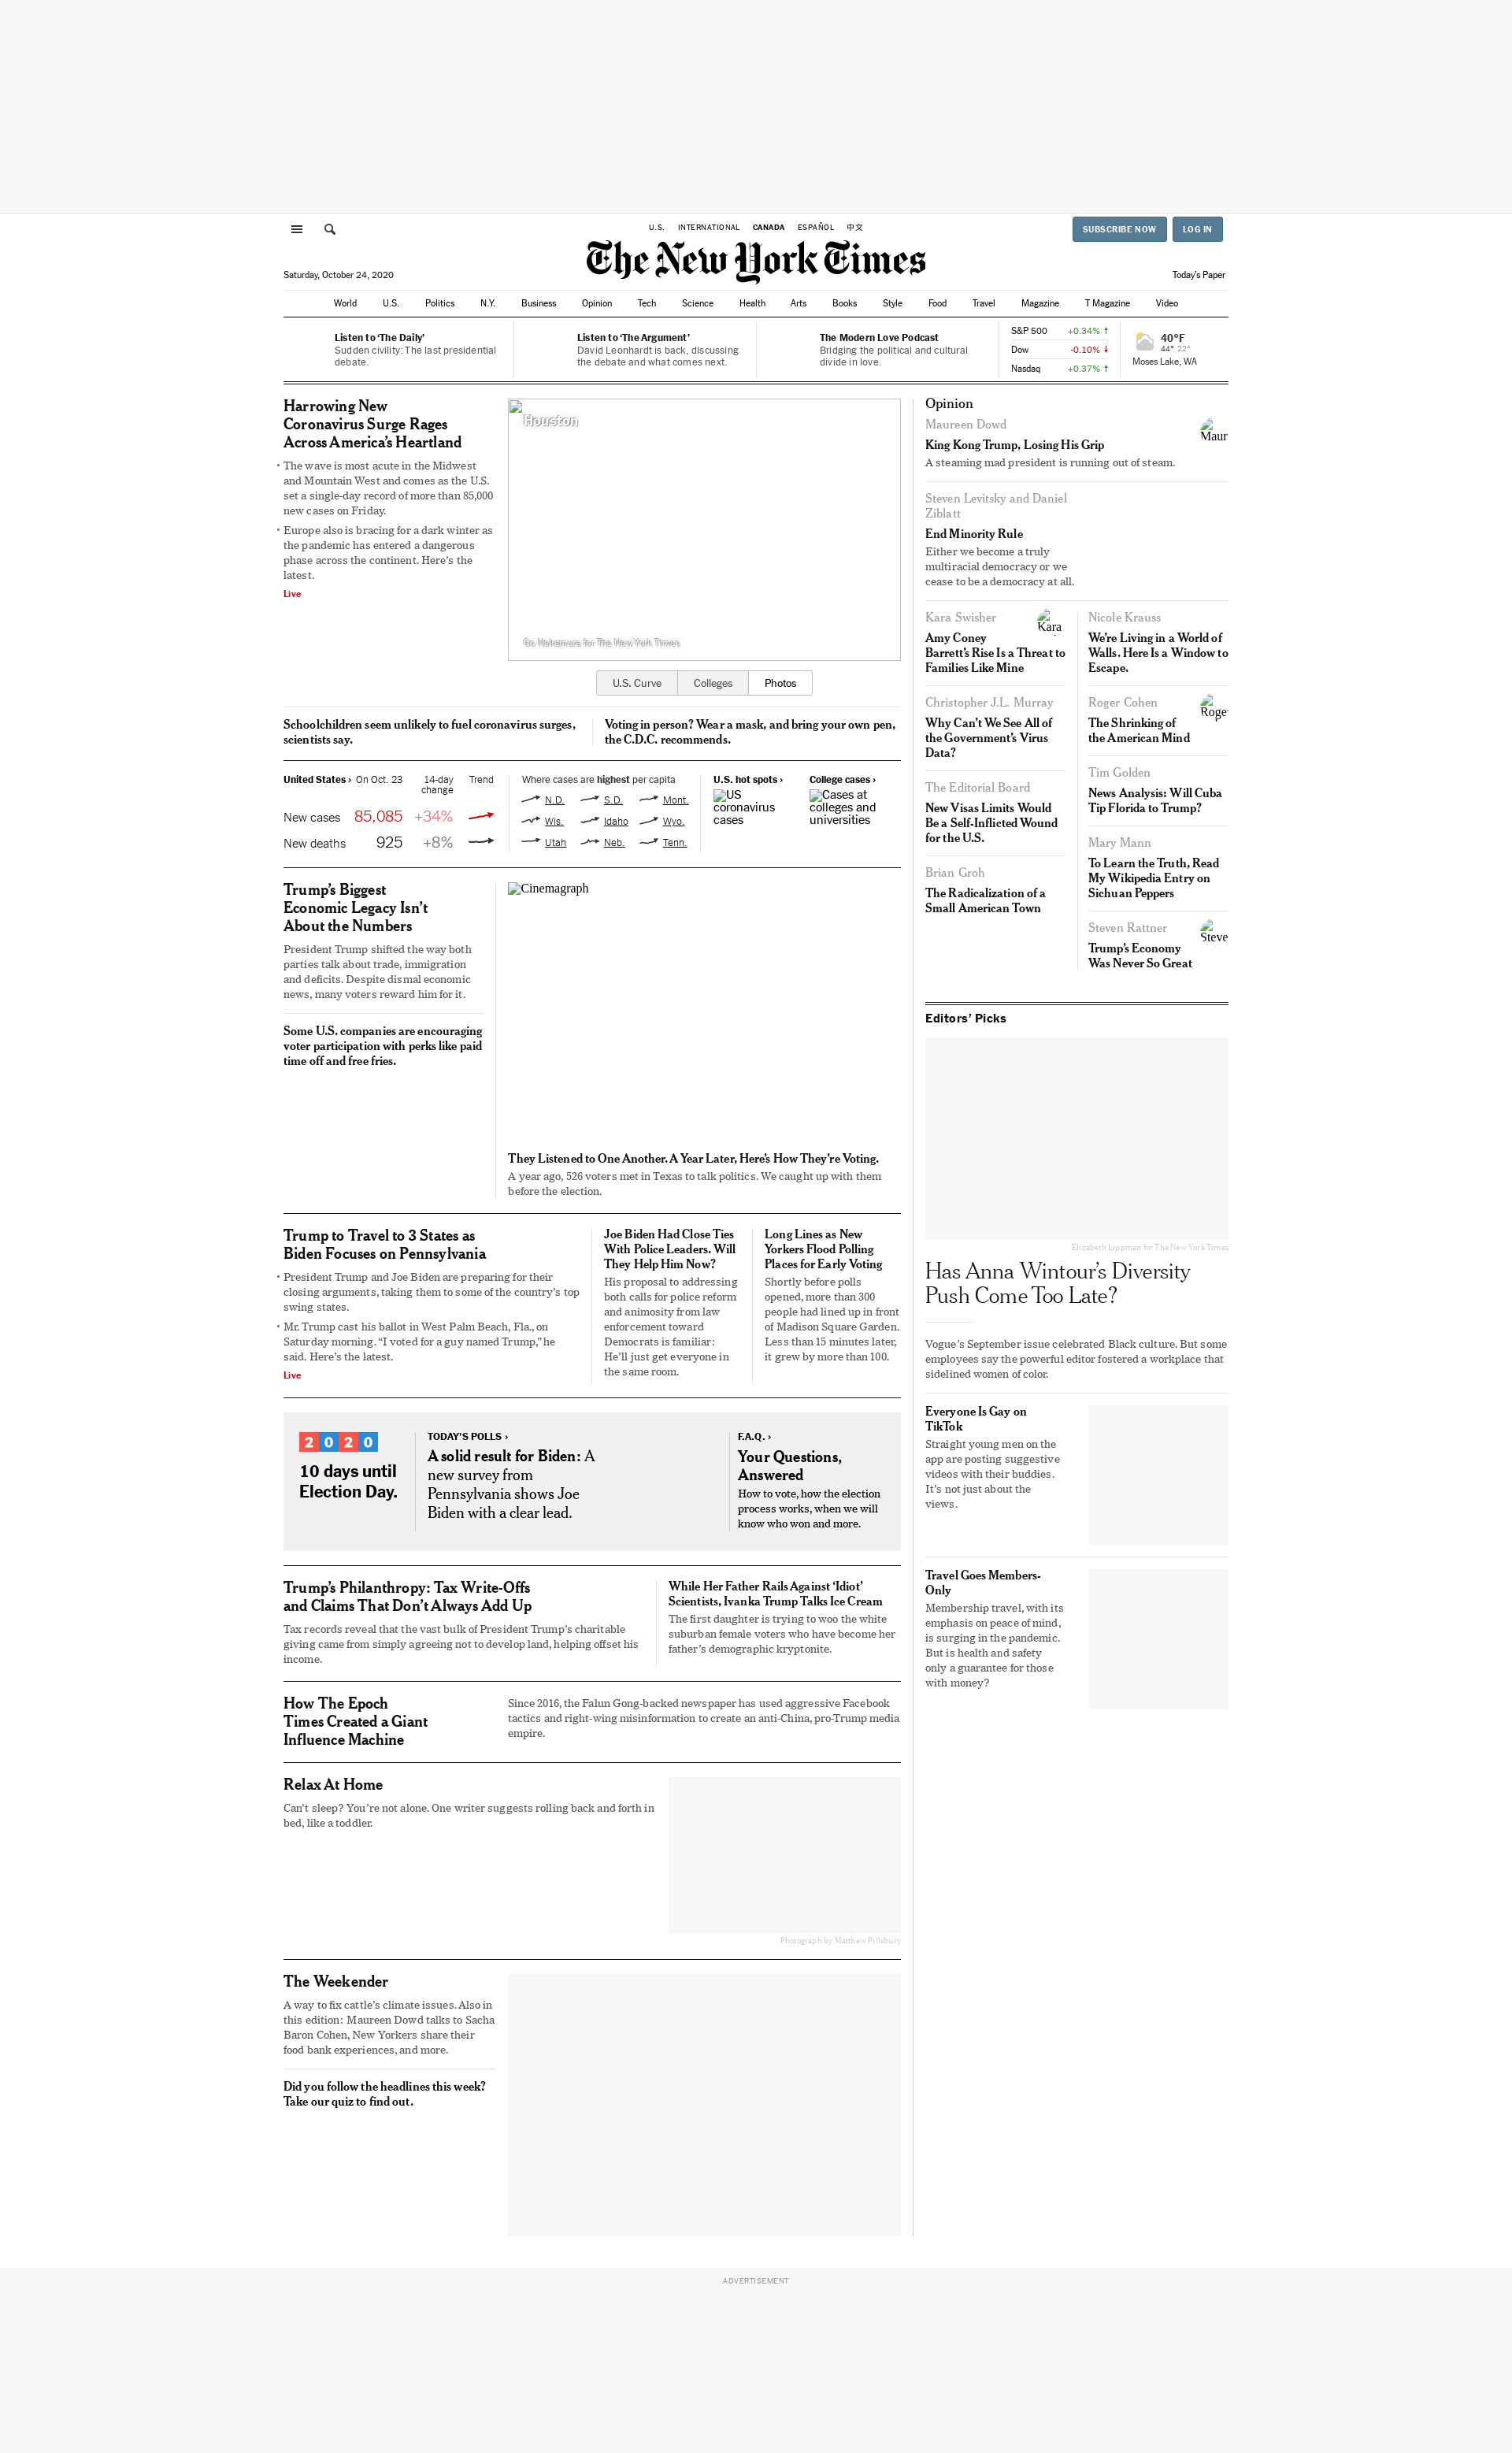 U.S. INTERNATIONAL CANADA ESPAÑOL 中文
SUBSCRIBE NOW
LOG IN
The New York Times
Saturday, October 24, 2020
Today's Paper
World U.S. Politics N.Y. Business Opinion Tech Science Health Arts Books Style Food Travel Magazine T Magazine Video
Listen to ‘The Daily’
Sudden civility: The last presidential
debate.
Listen to ‘The Argument’
David Leonhardt is back, discussing
the debate and what comes next.
The Modern Love Podcast
Bridging the political and cultural
divide in love.
S&P 500 +0.34% ↑
Dow -0.10% ↓
Nasdaq +0.37% ↑
40°F
44° 22°
Moses Lake, WA
Harrowing New
Coronavirus Surge Rages
Across America’s Heartland
• The wave is most acute in the Midwest
and Mountain West and comes as the U.S.
set a single-day record of more than 85,000
new cases on Friday.
• Europe also is bracing for a dark winter as
the pandemic has entered a dangerous
phase across the continent. Here’s the
latest.
Live
Houston
Go Nakamura for The New York Times
U.S. Curve Colleges Photos
Schoolchildren seem unlikely to fuel coronavirus surges,
scientists say.
Voting in person? Wear a mask, and bring your own pen,
the C.D.C. recommends.
United States › On Oct. 23 14-day Trend
change
New cases 85,085 +34%
New deaths 925 +8%
Where cases are highest per capita
N.D. S.D. Mont.
Wis. Idaho Wyo.
Utah Neb. Tenn.
U.S. hot spots ›
US
coronavirus
cases
College cases ›
Cases at
colleges and
universities
Trump’s Biggest
Economic Legacy Isn’t
About the Numbers
President Trump shifted the way both
parties talk about trade, immigration
and deficits. Despite dismal economic
news, many voters reward him for it.
Some U.S. companies are encouraging
voter participation with perks like paid
time off and free fries.
Cinemagraph
They Listened to One Another. A Year Later, Here’s How They’re Voting.
A year ago, 526 voters met in Texas to talk politics. We caught up with them
before the election.
Trump to Travel to 3 States as
Biden Focuses on Pennsylvania
• President Trump and Joe Biden are preparing for their
closing arguments, taking them to some of the country’s top
swing states.
• Mr. Trump cast his ballot in West Palm Beach, Fla., on
Saturday morning. “I voted for a guy named Trump,” he
said. Here’s the latest.
Live
Joe Biden Had Close Ties
With Police Leaders. Will
They Help Him Now?
His proposal to addressing
both calls for police reform
and animosity from law
enforcement toward
Democrats is familiar:
He’ll just get everyone in
the same room.
Long Lines as New
Yorkers Flood Polling
Places for Early Voting
Shortly before polls
opened, more than 300
people had lined up in front
of Madison Square Garden.
Less than 15 minutes later,
it grew by more than 100.
2020
10 days until
Election Day.
TODAY’S POLLS ›
A solid result for Biden: A
new survey from
Pennsylvania shows Joe
Biden with a clear lead.
F.A.Q. ›
Your Questions,
Answered
How to vote, how the election
process works, when we will
know who won and more.
Trump’s Philanthropy: Tax Write-Offs
and Claims That Don’t Always Add Up
Tax records reveal that the vast bulk of President Trump’s charitable
giving came from simply agreeing not to develop land, helping offset his
income.
While Her Father Rails Against ‘Idiot’
Scientists, Ivanka Trump Talks Ice Cream
The first daughter is trying to woo the white
suburban female voters who have become her
father’s demographic kryptonite.
How The Epoch
Times Created a Giant
Influence Machine
Since 2016, the Falun Gong-backed newspaper has used aggressive Facebook
tactics and right-wing misinformation to create an anti-China, pro-Trump media
empire.
Relax At Home
Can’t sleep? You’re not alone. One writer suggests rolling back and forth in
bed, like a toddler.
Photograph by Matthew Pillsbury
The Weekender
A way to fix cattle’s climate issues. Also in
this edition: Maureen Dowd talks to Sacha
Baron Cohen, New Yorkers share their
food bank experiences, and more.
Did you follow the headlines this week?
Take our quiz to find out.
Opinion
Maureen Dowd
King Kong Trump, Losing His Grip
A steaming mad president is running out of steam.
Maur
Steven Levitsky and Daniel
Ziblatt
End Minority Rule
Either we become a truly
multiracial democracy or we
cease to be a democracy at all.
Kara Swisher
Kara
Amy Coney
Barrett’s Rise Is a Threat to
Families Like Mine
Christopher J.L. Murray
Why Can’t We See All of
the Government’s Virus
Data?
The Editorial Board
New Visas Limits Would
Be a Self-Inflicted Wound
for the U.S.
Brian Groh
The Radicalization of a
Small American Town
Nicole Krauss
We’re Living in a World of
Walls. Here Is a Window to
Escape.
Roger Cohen
Roger
The Shrinking of
the American Mind
Tim Golden
News Analysis: Will Cuba
Tip Florida to Trump?
Mary Mann
To Learn the Truth, Read
My Wikipedia Entry on
Sichuan Peppers
Steven Rattner
Steve
Trump’s Economy
Was Never So Great
Editors’ Picks
Elizabeth Lippman for The New York Times
Has Anna Wintour’s Diversity
Push Come Too Late?
Vogue’s September issue celebrated Black culture. But some
employees say the powerful editor fostered a workplace that
sidelined women of color.
Everyone Is Gay on
TikTok
Straight young men on the
app are posting suggestive
videos with their buddies.
It’s not just about the
views.
Travel Goes Members-
Only
Membership travel, with its
emphasis on peace of mind,
is surging in the pandemic.
But is health and safety
only a guarantee for those
with money?
ADVERTISEMENT